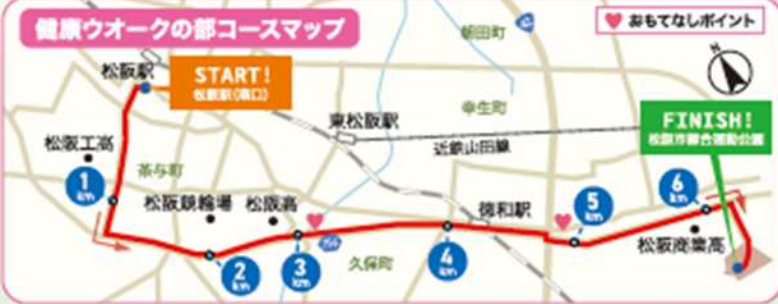 健康ウオークの部コースマップ
おもてなしポイント
朝田町
N
松阪駅
START!
松阪駅(南口)
幸生町
東松阪駅
近鉄山田線
FINISH!
松阪市総合運動公園
松阪工高
茶与町
1
km
松阪競輪場
松阪高
徳和駅
5
km
6
km
松阪商業高
2
km
3
km
久保町
4
km